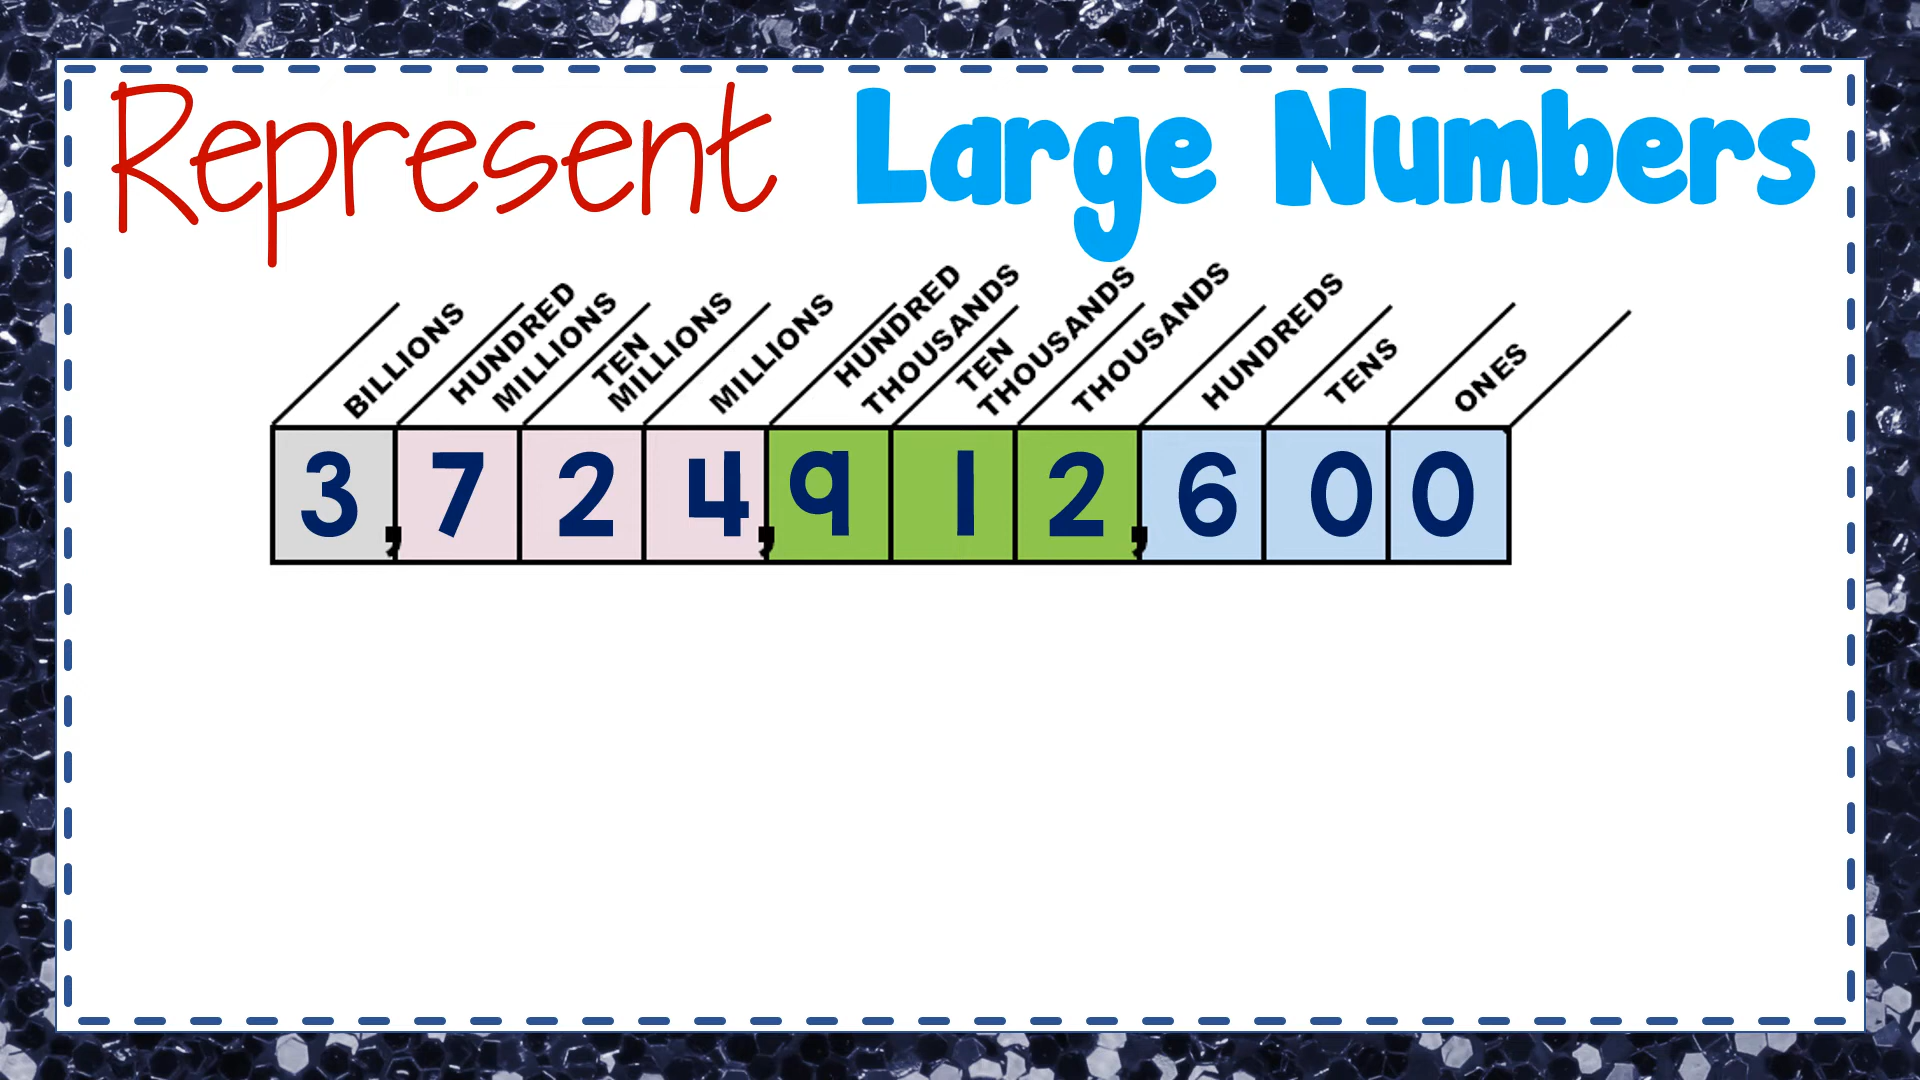 Represent Large Numbers
BILLIONS
HUNDRED
MILLIONS
TEN
MILLIONS
MILLIONS
HUNDRED
THOUSANDS
TEN
THOUSANDS
THOUSANDS
HUNDREDS
TENS
ONES
3,724,912,600